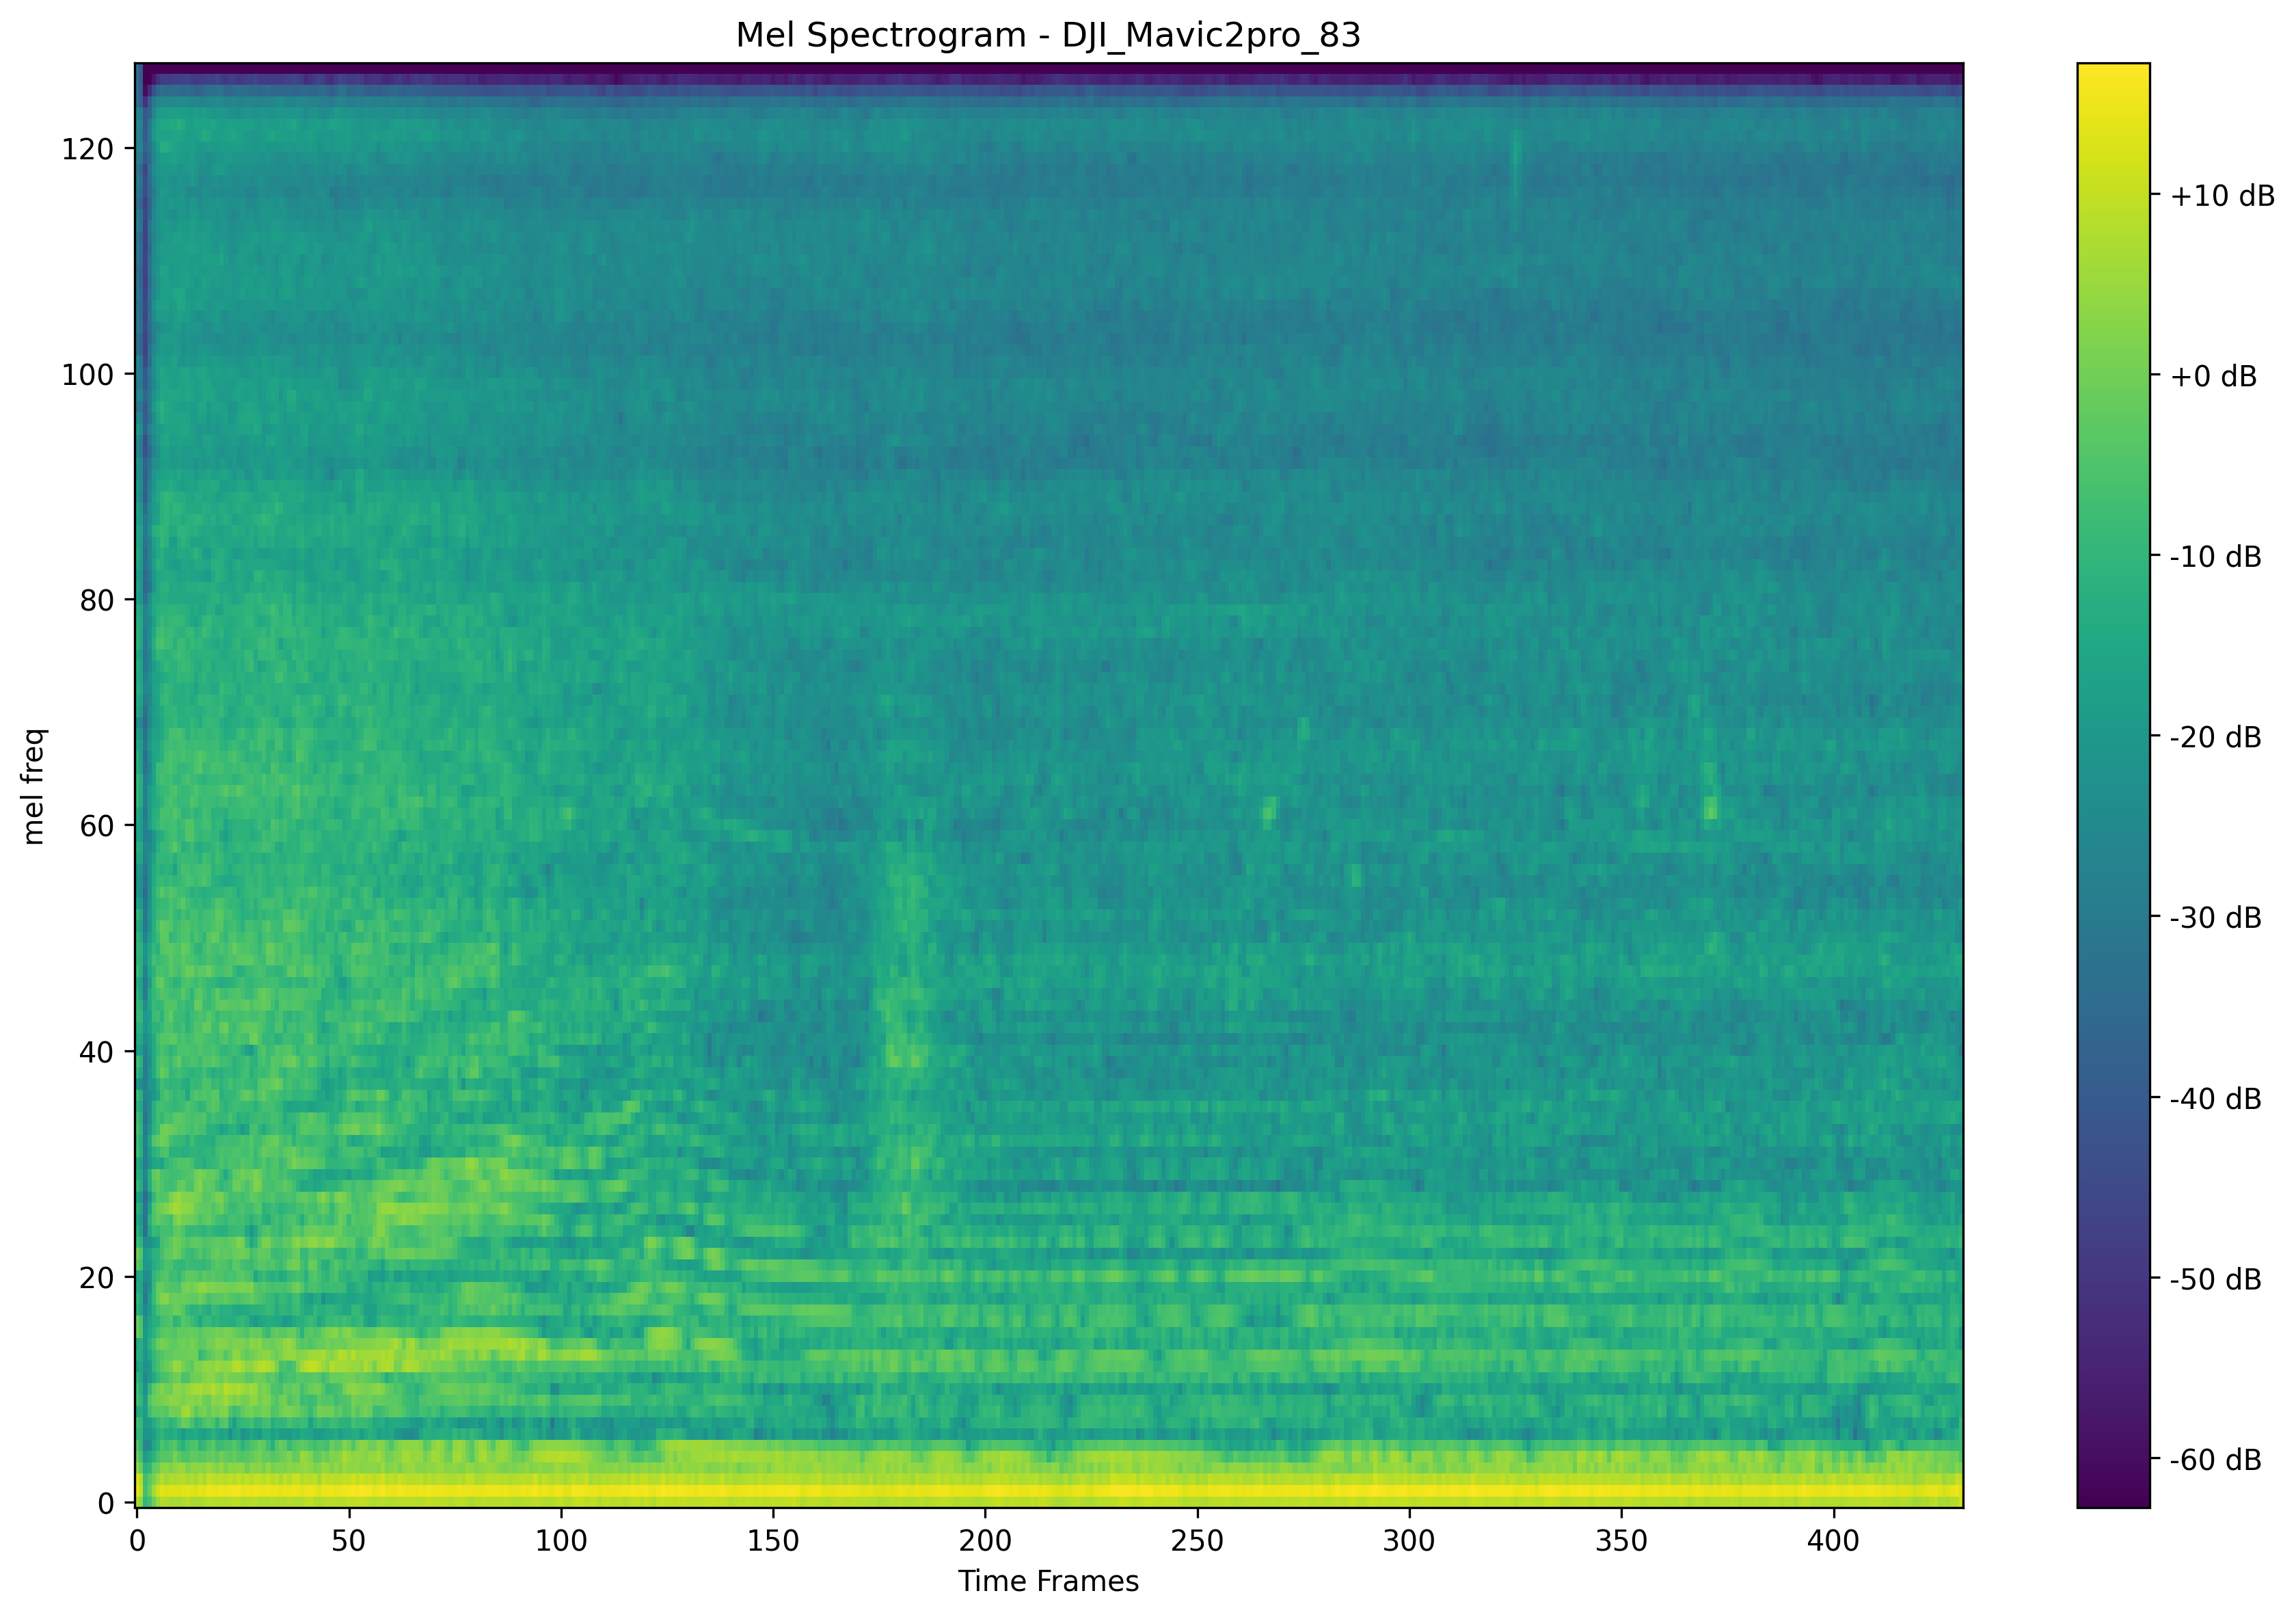 Mel Spectrogram - DJI_Mavic2pro_83
mel freq
120
100
80
60
40
20
0
0 50 100 150 200 250 300 350 400
Time Frames
+10 dB
+0 dB
-10 dB
-20 dB
-30 dB
-40 dB
-50 dB
-60 dB